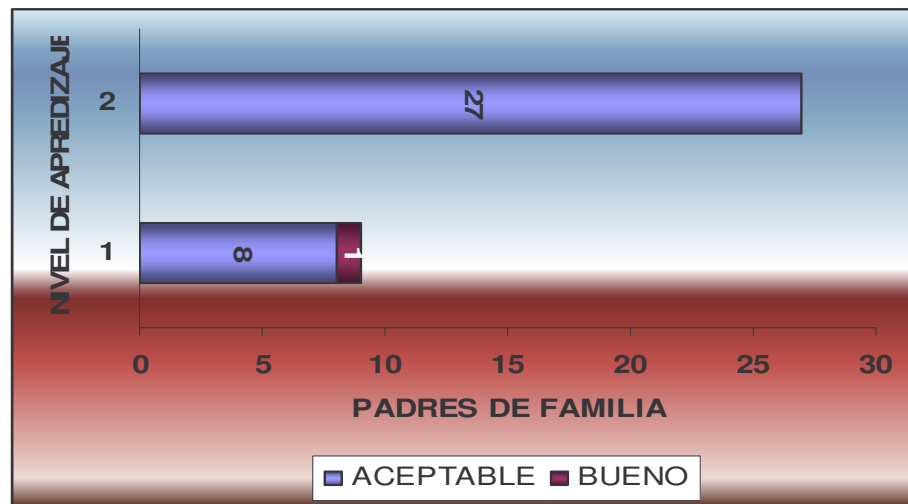 NIVEL DE APREDIZAJE
2
27
1
8
1
0 5 10 15 20 25 30
PADRES DE FAMILIA
ACEPTABLE BUENO